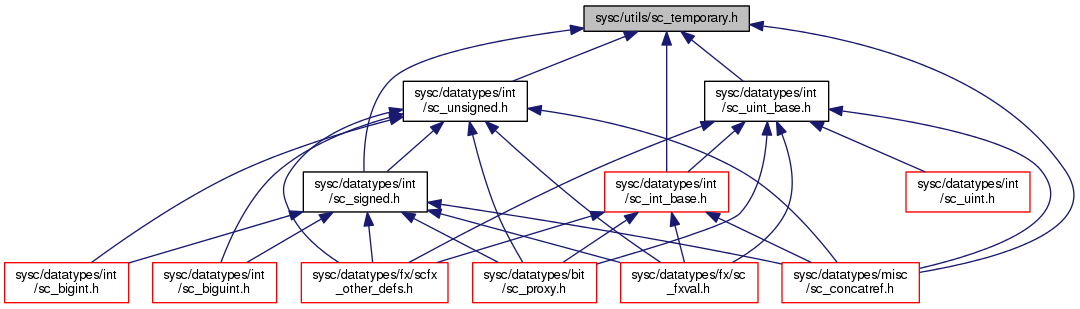 sysc/utils/sc_temporary.h
sysc/datatypes/int
/sc_unsigned.h
sysc/datatypes/int
/sc_uint_base.h
sysc/datatypes/int
/sc_signed.h
sysc/datatypes/int
/sc_int_base.h
sysc/datatypes/int
/sc_uint.h
sysc/datatypes/int
/sc_bigint.h
sysc/datatypes/int
/sc_biguint.h
sysc/datatypes/fx/scfx
_other_defs.h
sysc/datatypes/bit
/sc_proxy.h
sysc/datatypes/fx/sc
_fxval.h
sysc/datatypes/misc
/sc_concatref.h